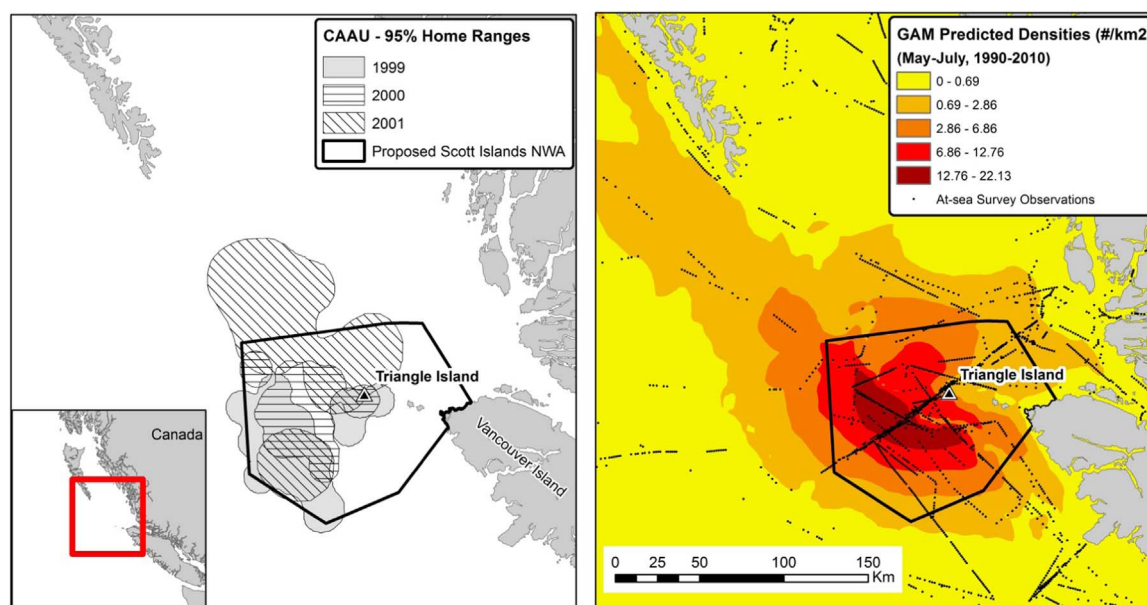 CAAU - 95% Home Ranges
1999
2000
2001
Proposed Scott Islands NWA
Triangle Island
Vancouver Island
Canada
GAM Predicted Densities (#/km2
(May-July, 1990-2010)
0 - 0.69
0.69 - 2.86
2.86 - 6.86
6.86 - 12.76
12.76 - 22.13
At-sea Survey Observations
Triangle Island
Vancouver Island
0 25 50 100 150
Km